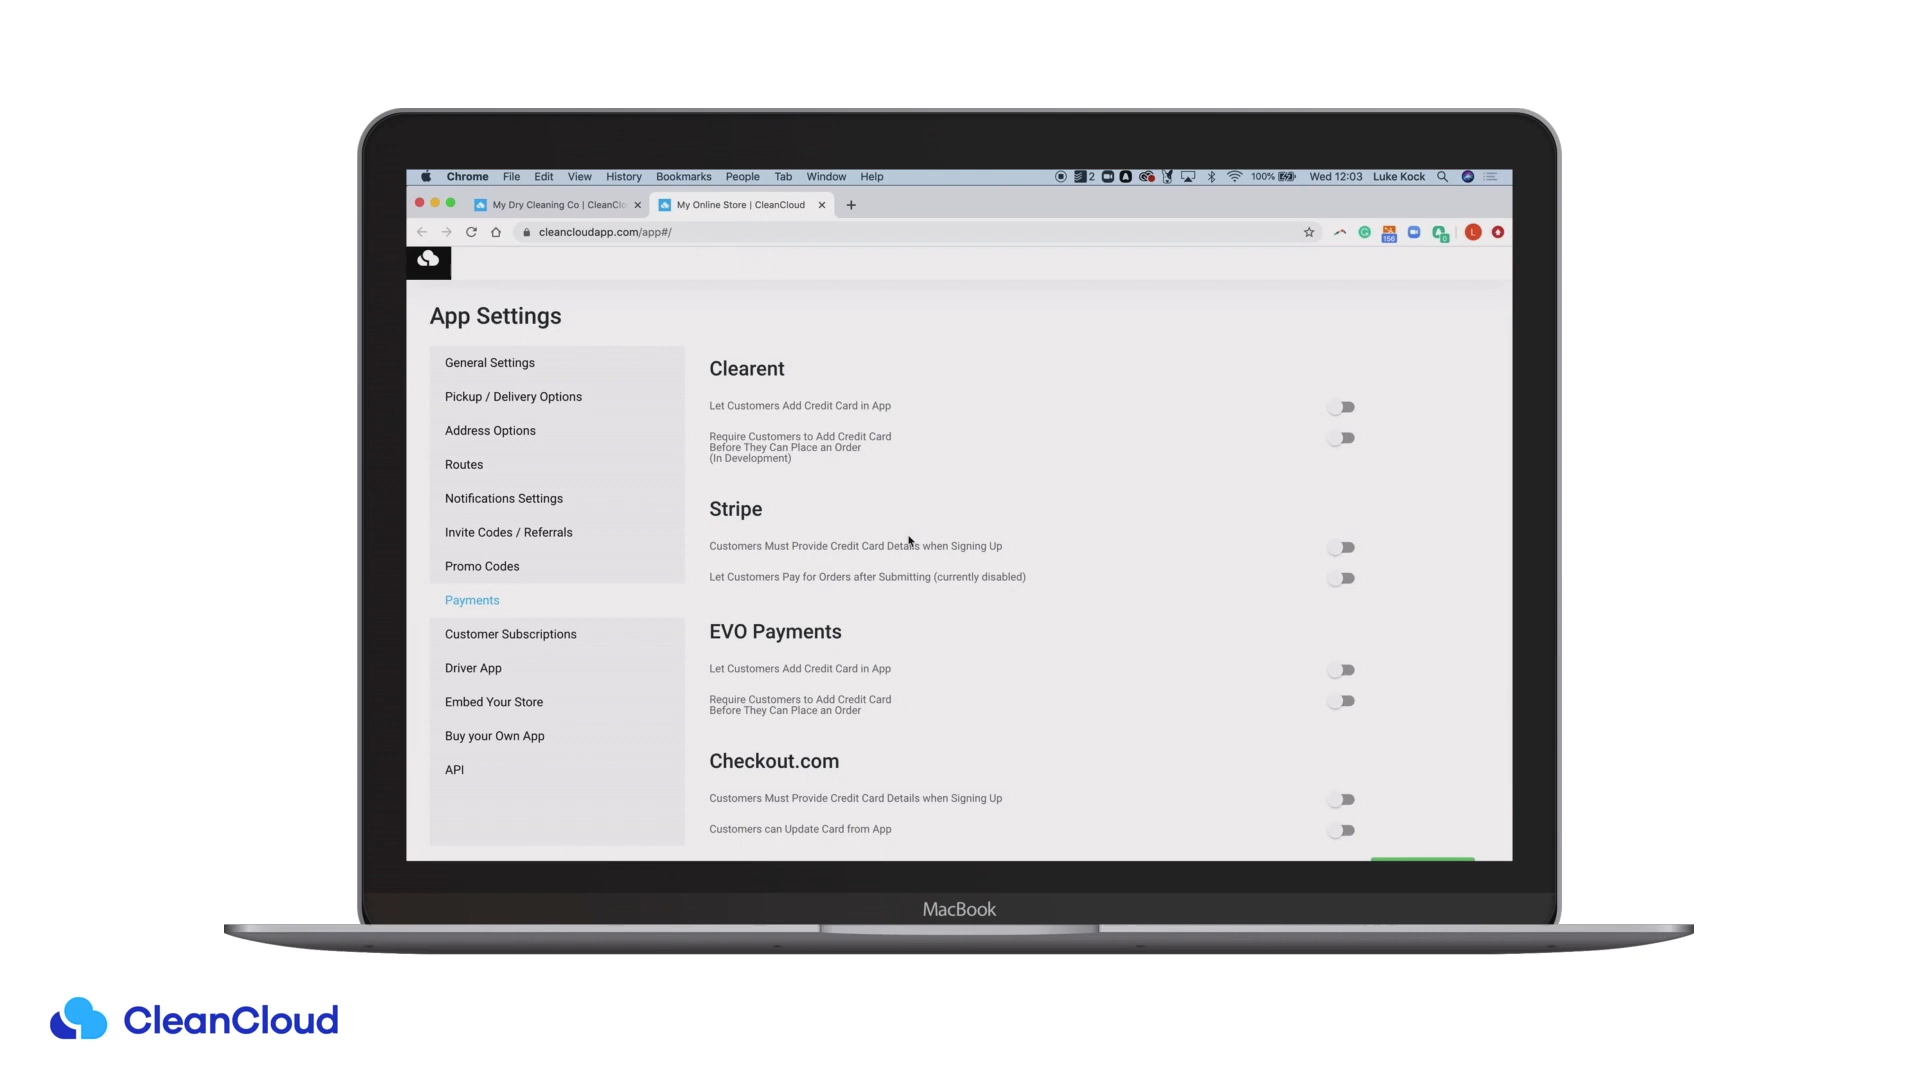 Chrome File Edit View History Bookmarks People Tab Window Help 2 100% Wed 12:03 Luke Kock
My Dry Cleaning Co | CleanClo My Online Store | CleanCloud
cleancloudapp.com/app#/ 156 0 L
App Settings
General Settings
Pickup / Delivery Options
Address Options
Routes
Notifications Settings
Invite Codes / Referrals
Promo Codes
Payments
Customer Subscriptions
Driver App
Embed Your Store
Buy your Own App
API
Clearent
Let Customers Add Credit Card in App
Require Customers to Add Credit Card
Before They Can Place an Order
(In Development)
Stripe
Customers Must Provide Credit Card Details when Signing Up
Let Customers Pay for Orders after Submitting (currently disabled)
EVO Payments
Let Customers Add Credit Card in App
Require Customers to Add Credit Card
Before They Can Place an Order
Checkout.com
Customers Must Provide Credit Card Details when Signing Up
Customers can Update Card from App
MacBook
CleanCloud